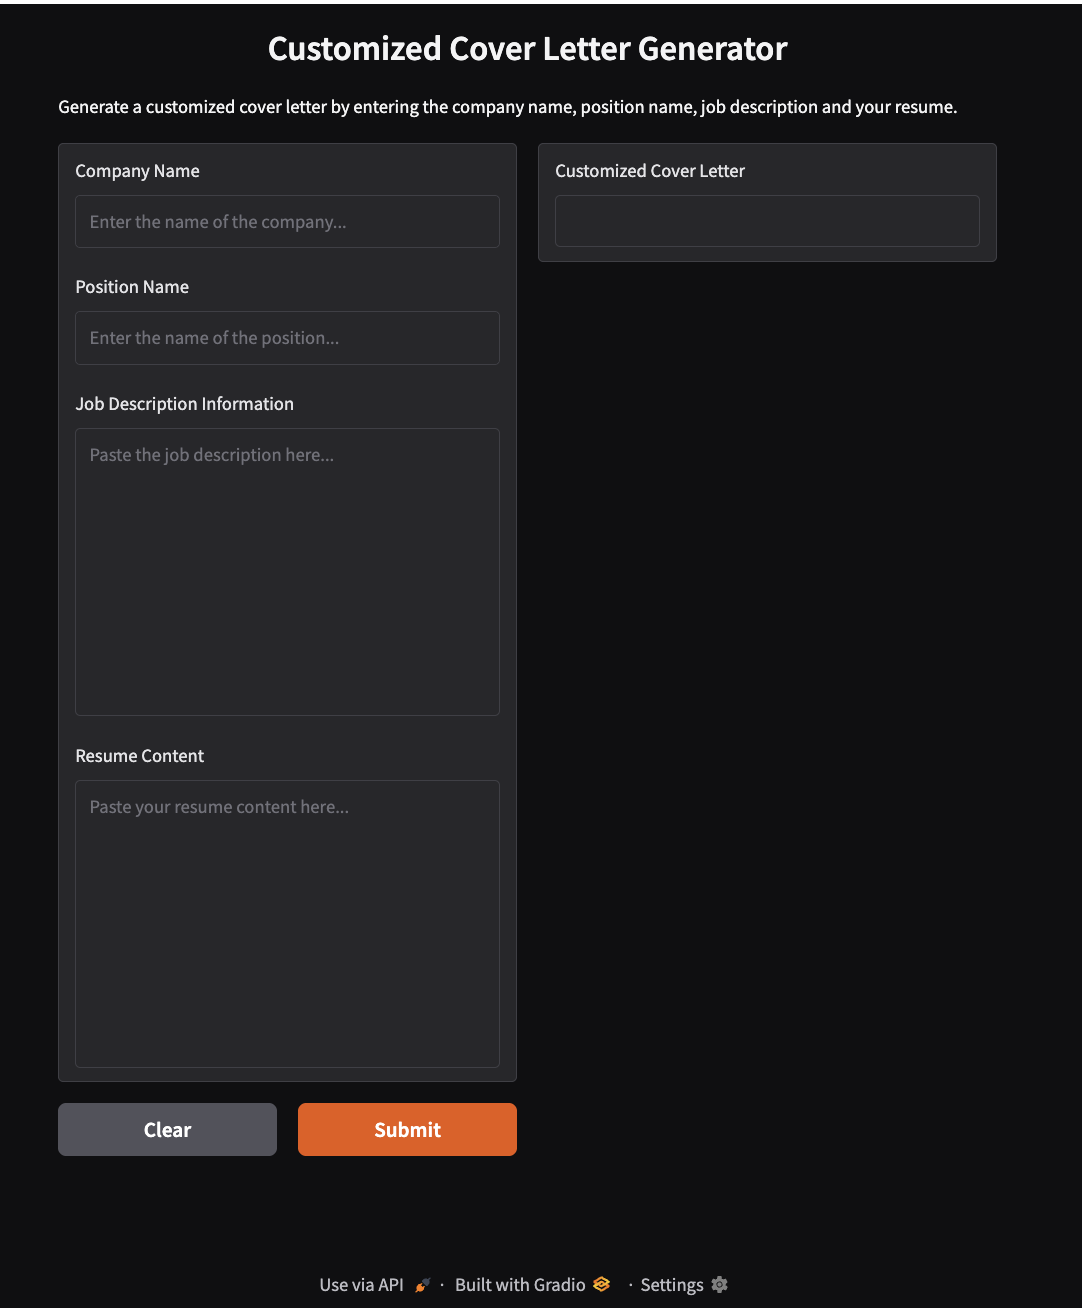 Customized Cover Letter Generator
Generate a customized cover letter by entering the company name, position name, job description and your resume.
Company Name
Enter the name of the company...
Position Name
Enter the name of the position...
Job Description Information
Paste the job description here...
Resume Content
Paste your resume content here...
Clear
Submit
Customized Cover Letter
Use via API · Built with Gradio · Settings